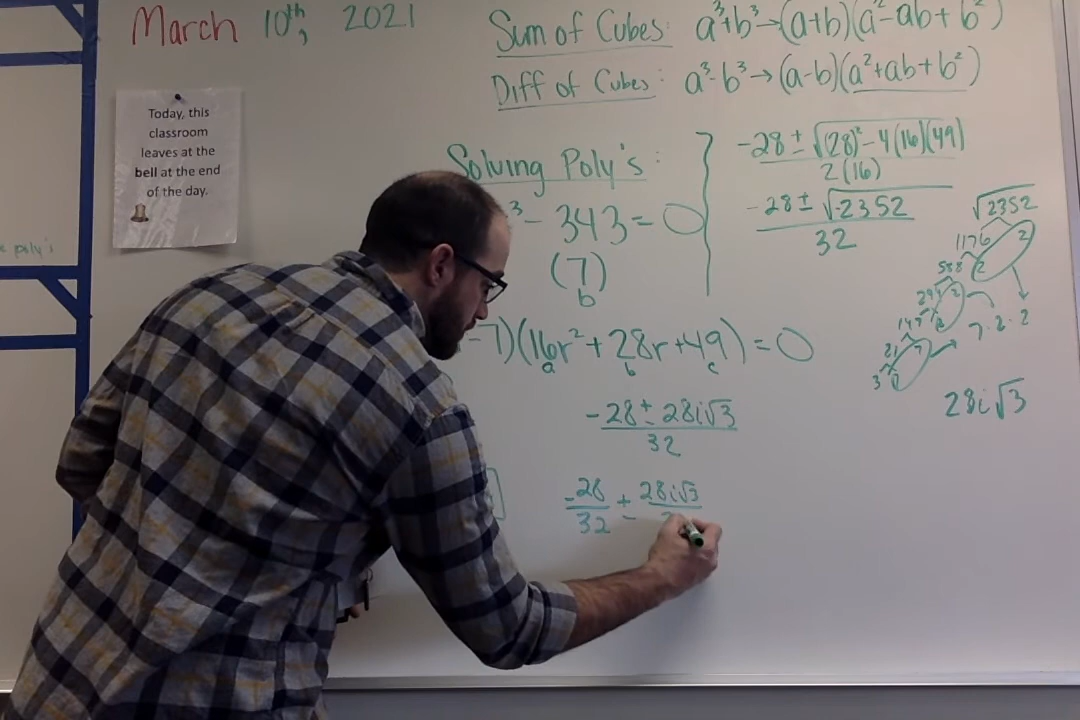 March 10th, 2021
Sum of Cubes: a³+b³→(a+b)(a²-ab+b²)
Diff of Cubes: a³-b³→(a-b)(a²+ab+b²)
Today, this
classroom
leaves at the
bell at the end
of the day.
e poly's
Solving Poly's:
³ - 343 = 0
(7)
b
-7)(16r²+28r+49)=0
a b c
-28 ± 28i√3
32
-28 ± 28i√3
32
-28 ± √(28)²-4(16)(49)
2(16)
-28 ± √-2352
32
√2352
1176 2
588 2
294 2
147 2
7·2·2
21 7
3 7
28i√3